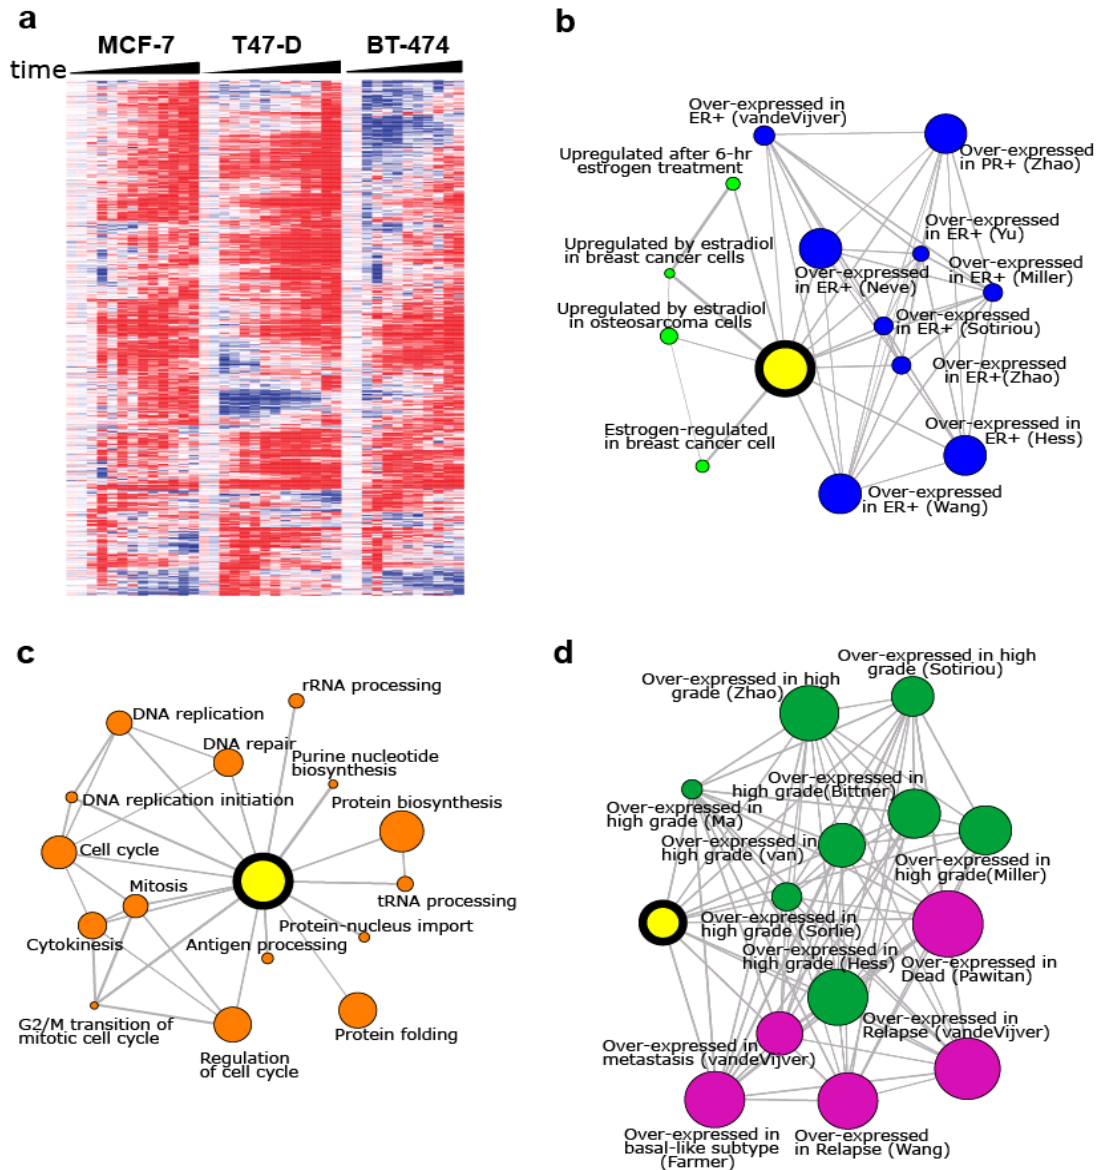 a
MCF-7 T47-D BT-474
time
b
Over-expressed in
ER+ (vandeVijver)
Over-expressed
in PR+ (Zhao)
Upregulated after 6-hr
estrogen treatment
Over-expressed
in ER+ (Yu)
Upregulated by estradiol
in breast cancer cells
Over-expressed
in ER+ (Neve)
Over-expressed
in ER+ (Miller)
Upregulated by estradiol
in osteosarcoma cells
Over-expressed
in ER+ (Sotiriou)
Over-expressed
in ER+(Zhao)
Estrogen-regulated
in breast cancer cell
Over-expressed in
ER+ (Hess)
Over-expressed
in ER+ (Wang)
c
rRNA processing
DNA replication
DNA repair
Purine nucleotide
biosynthesis
DNA replication initiation
Protein biosynthesis
Cell cycle
Mitosis
tRNA processing
Protein-nucleus import
Cytokinesis
Antigen processing
G2/M transition of
mitotic cell cycle
Regulation
of cell cycle
Protein folding
d
Over-expressed in high
grade (Sotiriou)
Over-expressed in high
grade (Zhao)
Over-expressed in
high grade(Bittner)
Over-expressed in
high grade (Ma)
Over-expressed in
high grade (van)
Over-expressed in
high grade(Miller)
Over-expressed in
high grade (Sorlie)
Over-expressed in
high grade (Hess)
Over-expressed in
Dead (Pawitan)
Over-expressed in
Relapse (vandeVijver)
Over-expressed in
metastasis (vandeVijver)
Over-expressed in
basal-like subtype
(Farmer)
Over-expressed
in Relapse (Wang)